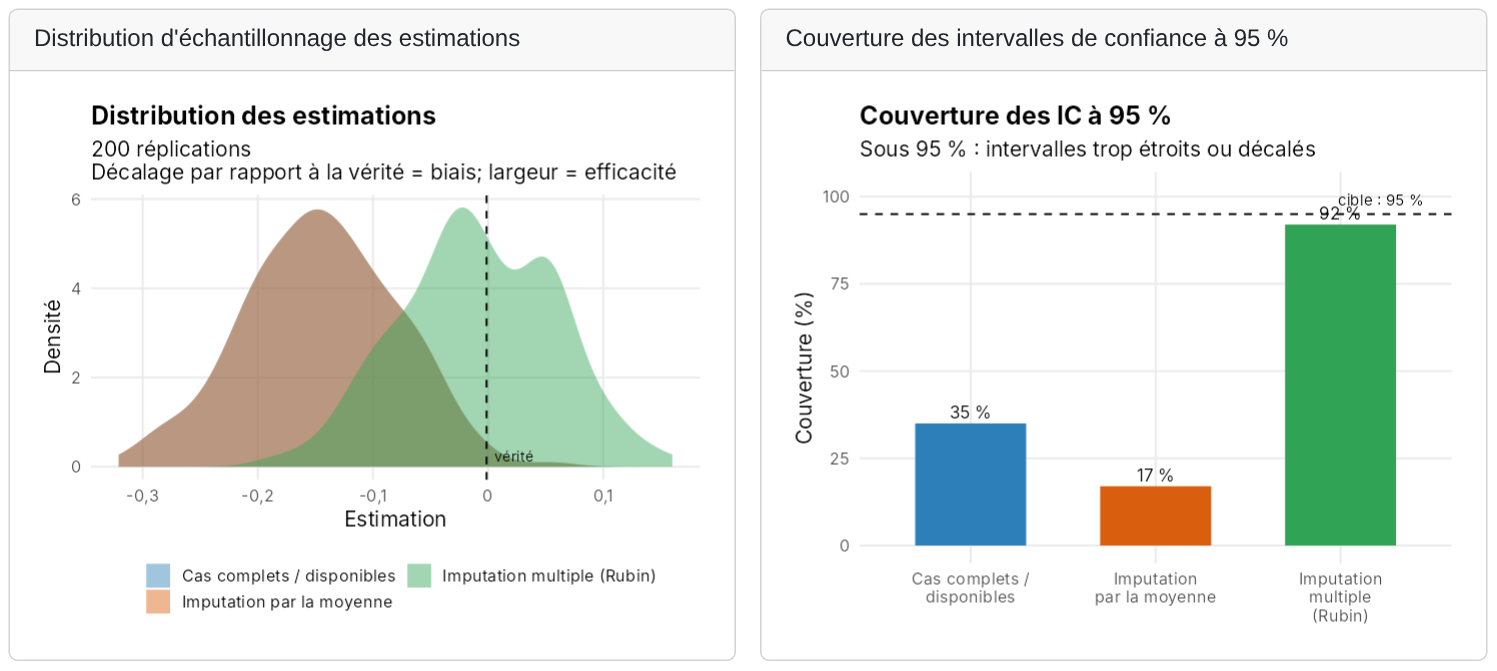 Distribution d'échantillonnage des estimations
Distribution des estimations
200 réplications
Décalage par rapport à la vérité = biais; largeur = efficacité
6
4
2
0
Densité
vérité
-0,3
-0,2
-0,1
0
0,1
Estimation
Cas complets / disponibles
Imputation multiple (Rubin)
Imputation par la moyenne
Couverture des intervalles de confiance à 95 %
Couverture des IC à 95 %
Sous 95 % : intervalles trop étroits ou décalés
100
75
50
25
0
Couverture (%)
cible : 95 %
92 %
35 %
17 %
Cas complets /
disponibles
Imputation
par la moyenne
Imputation
multiple
(Rubin)